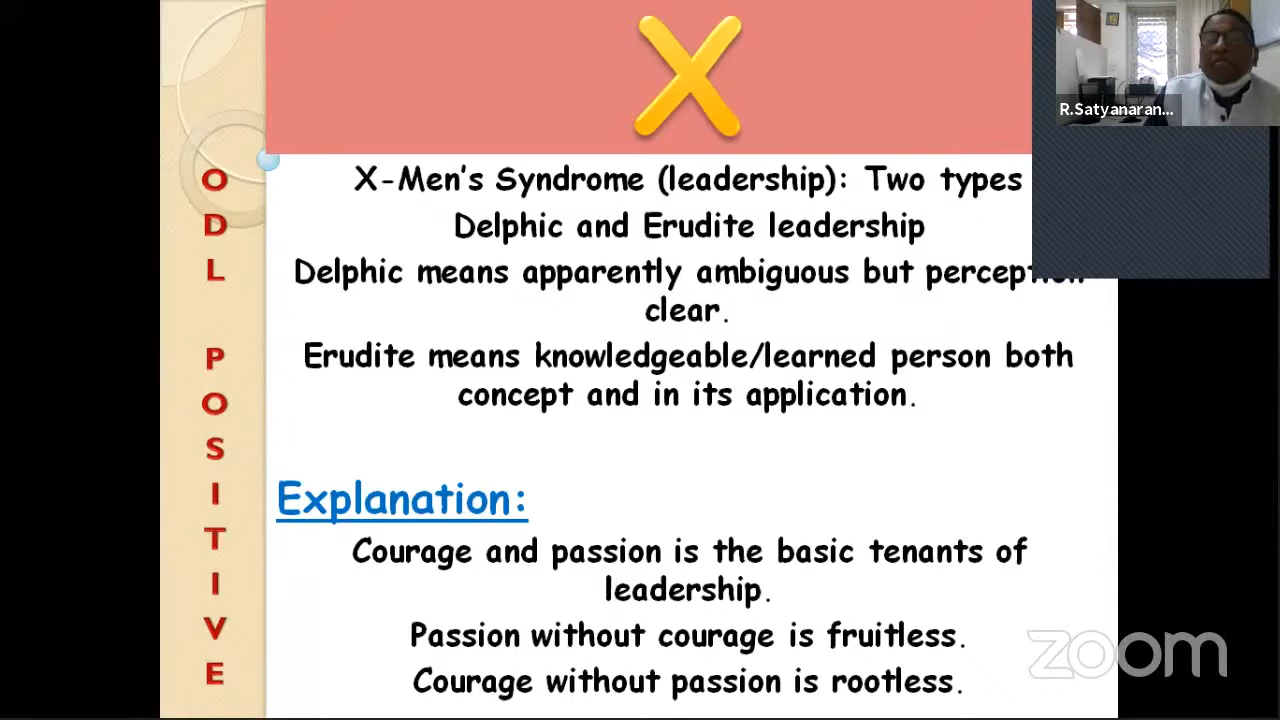 X
R.Satyanaran...
O
D
L
P
O
S
I
T
I
V
E
X-Men's Syndrome (leadership): Two types
Delphic and Erudite leadership
Delphic means apparently ambiguous but perception
clear.
Erudite means knowledgeable/learned person both
concept and in its application.
Explanation:
Courage and passion is the basic tenants of
leadership.
Passion without courage is fruitless.
Courage without passion is rootless.
zoom